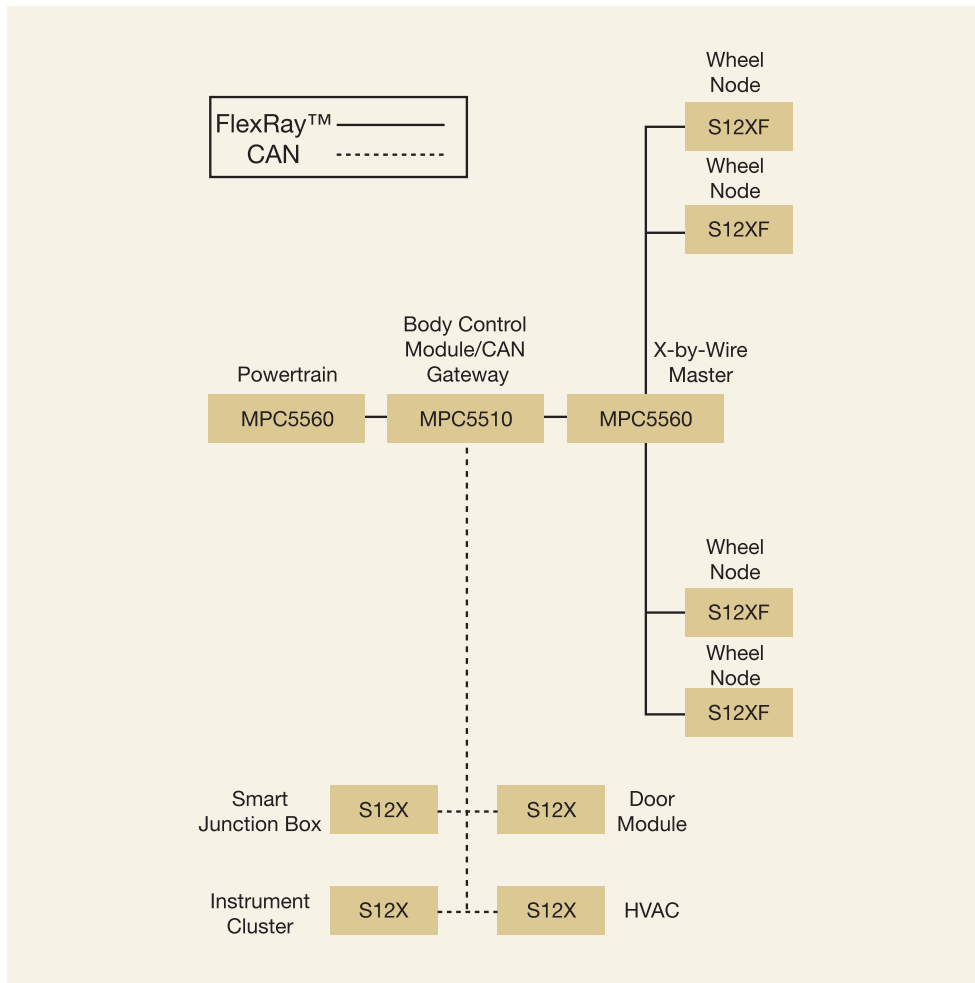 FlexRay™
CAN
Wheel
Node
S12XF
Wheel
Node
S12XF
Body Control
Module/CAN
Gateway
X-by-Wire
Master
Powertrain
MPC5560
MPC5510
MPC5560
Wheel
Node
S12XF
Wheel
Node
S12XF
Smart
Junction Box
S12X
S12X
Door
Module
Instrument
Cluster
S12X
S12X
HVAC